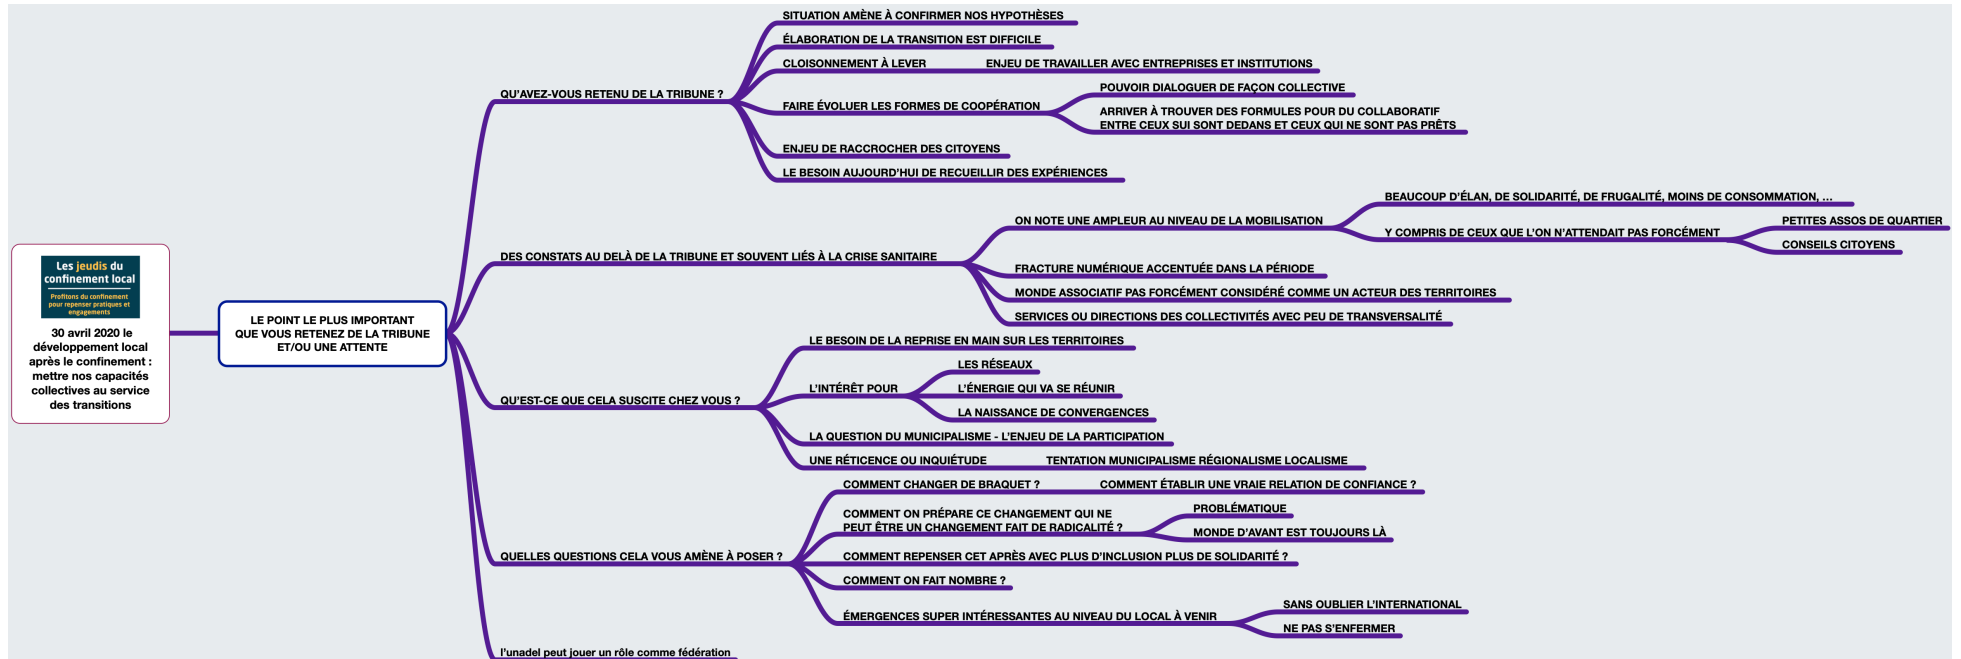 Les jeudis du
confinement local
Profitons du confinement
pour repenser pratiques et
engagements
30 avril 2020 le
développement local
après le confinement :
mettre nos capacités
collectives au service
des transitions
LE POINT LE PLUS IMPORTANT
QUE VOUS RETENEZ DE LA TRIBUNE
ET/OU UNE ATTENTE
QU'AVEZ-VOUS RETENU DE LA TRIBUNE ?
SITUATION AMÈNE À CONFIRMER NOS HYPOTHÈSES
ÉLABORATION DE LA TRANSITION EST DIFFICILE
CLOISONNEMENT À LEVER
ENJEU DE TRAVAILLER AVEC ENTREPRISES ET INSTITUTIONS
FAIRE ÉVOLUER LES FORMES DE COOPÉRATION
POUVOIR DIALOGUER DE FAÇON COLLECTIVE
ARRIVER À TROUVER DES FORMULES POUR DU COLLABORATIF
ENTRE CEUX SUI SONT DEDANS ET CEUX QUI NE SONT PAS PRÊTS
ENJEU DE RACCROCHER DES CITOYENS
LE BESOIN AUJOURD'HUI DE RECUEILLIR DES EXPÉRIENCES
DES CONSTATS AU DELÀ DE LA TRIBUNE ET SOUVENT LIÉS À LA CRISE SANITAIRE
ON NOTE UNE AMPLEUR AU NIVEAU DE LA MOBILISATION
BEAUCOUP D'ÉLAN, DE SOLIDARITÉ, DE FRUGALITÉ, MOINS DE CONSOMMATION, ...
Y COMPRIS DE CEUX QUE L'ON N'ATTENDAIT PAS FORCÉMENT
PETITES ASSOS DE QUARTIER
CONSEILS CITOYENS
FRACTURE NUMÉRIQUE ACCENTUÉE DANS LA PÉRIODE
MONDE ASSOCIATIF PAS FORCÉMENT CONSIDÉRÉ COMME UN ACTEUR DES TERRITOIRES
SERVICES OU DIRECTIONS DES COLLECTIVITÉS AVEC PEU DE TRANSVERSALITÉ
QU'EST-CE QUE CELA SUSCITE CHEZ VOUS ?
LE BESOIN DE LA REPRISE EN MAIN SUR LES TERRITOIRES
L'INTÉRÊT POUR
LES RÉSEAUX
L'ÉNERGIE QUI VA SE RÉUNIR
LA NAISSANCE DE CONVERGENCES
LA QUESTION DU MUNICIPALISME - L'ENJEU DE LA PARTICIPATION
UNE RÉTICENCE OU INQUIÉTUDE
TENTATION MUNICIPALISME RÉGIONALISME LOCALISME
QUELLES QUESTIONS CELA VOUS AMÈNE À POSER ?
COMMENT CHANGER DE BRAQUET ?
COMMENT ÉTABLIR UNE VRAIE RELATION DE CONFIANCE ?
COMMENT ON PRÉPARE CE CHANGEMENT QUI NE
PEUT ÊTRE UN CHANGEMENT FAIT DE RADICALITÉ ?
PROBLÉMATIQUE
MONDE D'AVANT EST TOUJOURS LÀ
COMMENT REPENSER CET APRÈS AVEC PLUS D'INCLUSION PLUS DE SOLIDARITÉ ?
COMMENT ON FAIT NOMBRE ?
ÉMERGENCES SUPER INTÉRESSANTES AU NIVEAU DU LOCAL À VENIR
SANS OUBLIER L'INTERNATIONAL
NE PAS S'ENFERMER
l'unadel peut jouer un rôle comme fédération